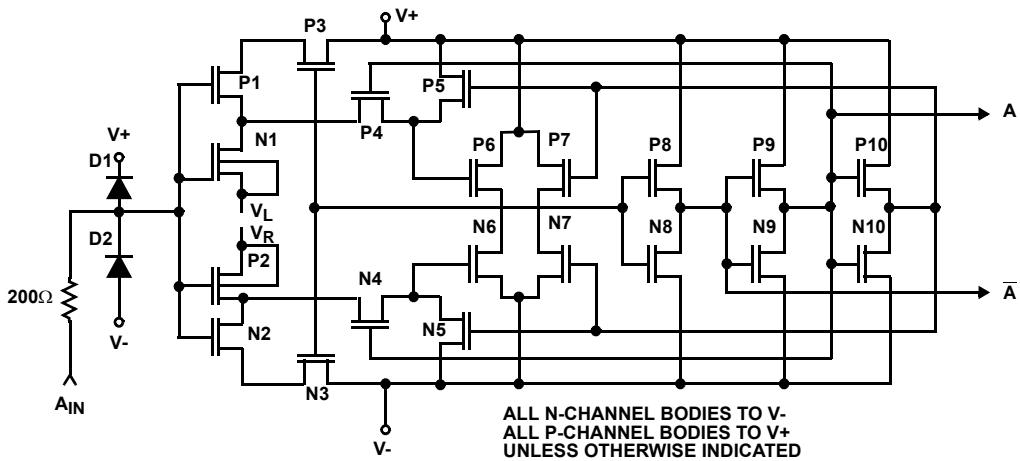 P3
V+
P1
P5
P4
A
N1
V+
D1
P6
P7
P8
P9
P10
VL
VR
D2
N6
N7
N8
N9
N10
P2
N4
200Ω
A̅
V-
N2
N5
AIN
N3
V-
ALL N-CHANNEL BODIES TO V-
ALL P-CHANNEL BODIES TO V+
UNLESS OTHERWISE INDICATED